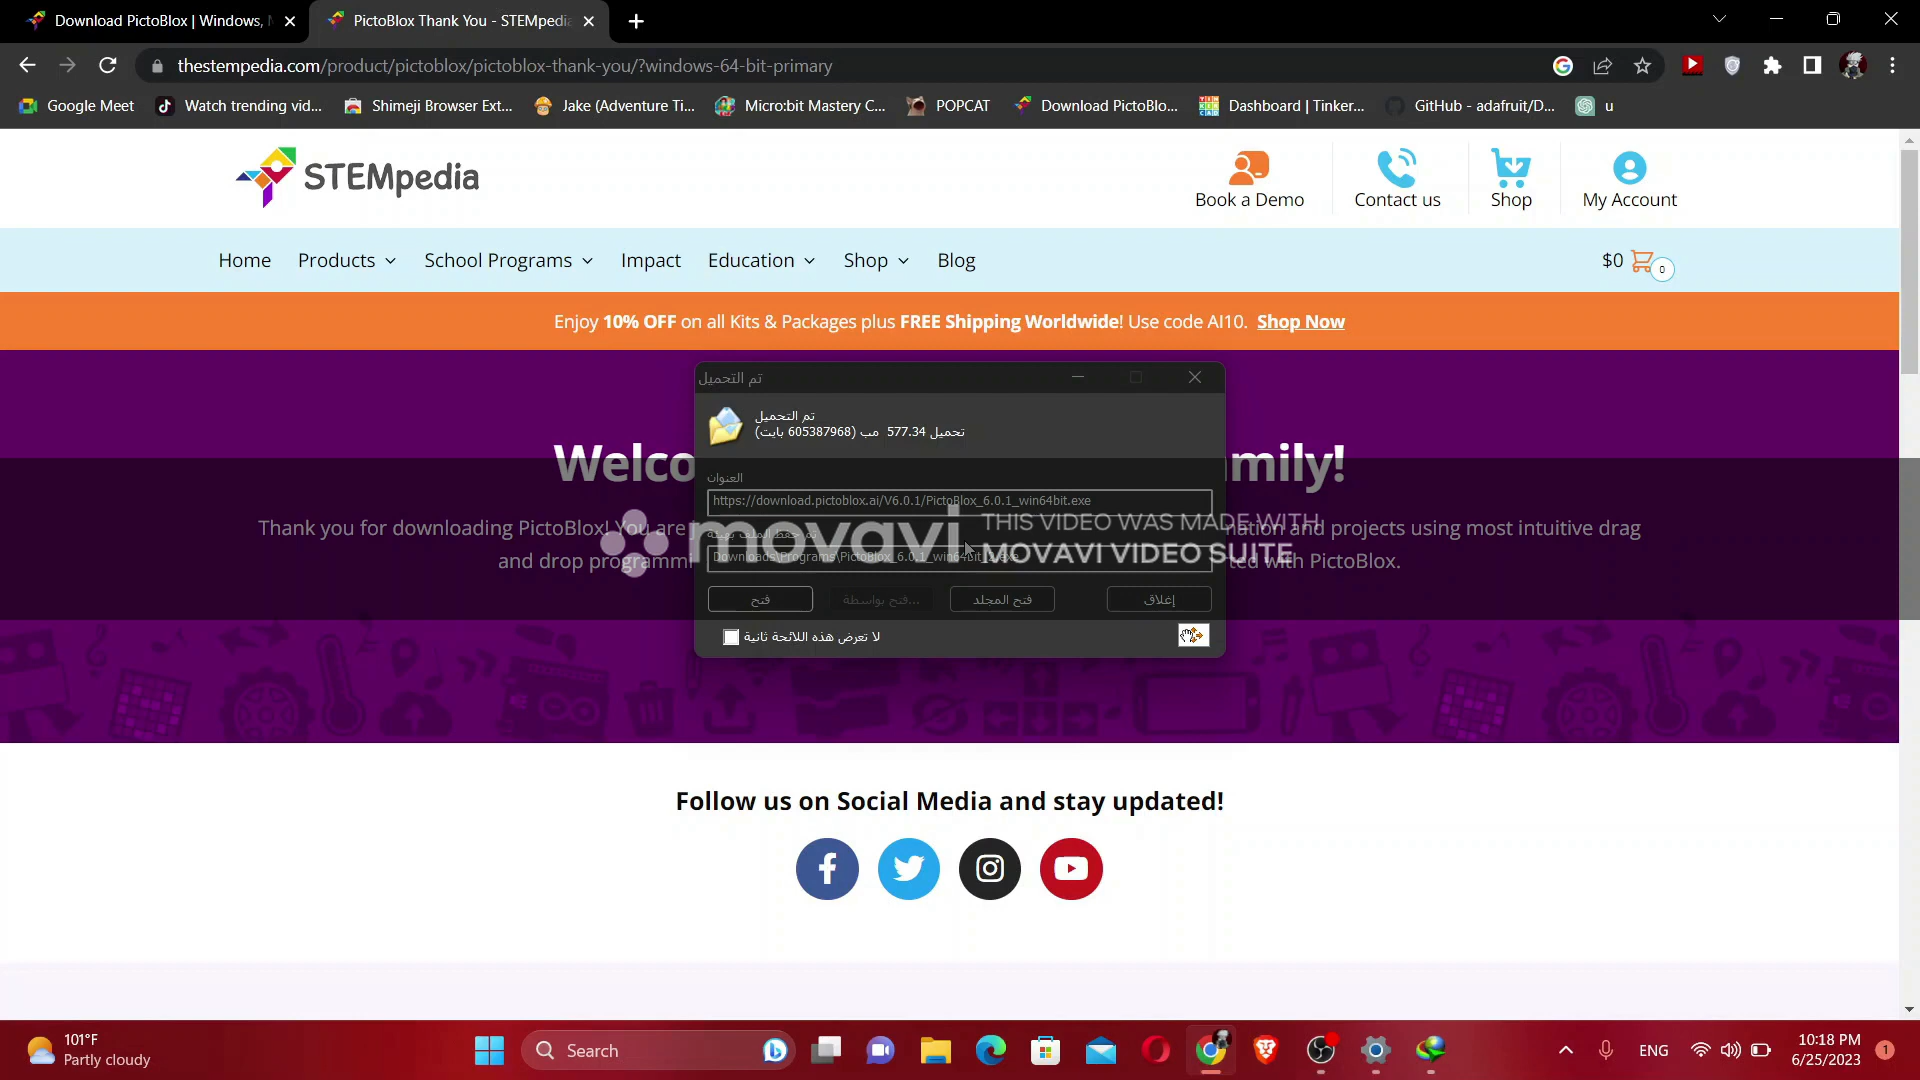 Download PictoBlox | Windows,
PictoBlox Thank You - STEMpedia
thestempedia.com/product/pictoblox/pictoblox-thank-you/?windows-64-bit-primary
Google Meet
Watch trending vid...
Shimeji Browser Ext...
Jake (Adventure Ti...
Micro:bit Mastery C...
POPCAT
Download PictoBlo...
Dashboard | Tinker...
GitHub - adafruit/D...
u
STEMpedia
Book a Demo
Contact us
Shop
My Account
Home
Products
School Programs
Impact
Education
Shop
Blog
$0
0
Enjoy 10% OFF on all Kits & Packages plus FREE Shipping Worldwide! Use code AI10. Shop Now
تم التحميل
تم التحميل
تحميل 577.34 مب (605387968 بايت)
Welco
mily!
العنوان
https://download.pictoblox.ai/V6.0.1/PictoBlox_6.0.1_win64bit.exe
Thank you for downloading PictoBlox! You are
and projects using most intuitive drag
تم حفظ الملف بهيئة
movavi
THIS VIDEO WAS MADE WITH
MOVAVI VIDEO SUITE
and drop programmi
with PictoBlox.
فتح
فتح بواسطة...
فتح المجلد
إغلاق
لا تعرض هذه اللائحة ثانية
Follow us on Social Media and stay updated!
101°F
Partly cloudy
Search
ENG
10:18 PM
6/25/2023
1